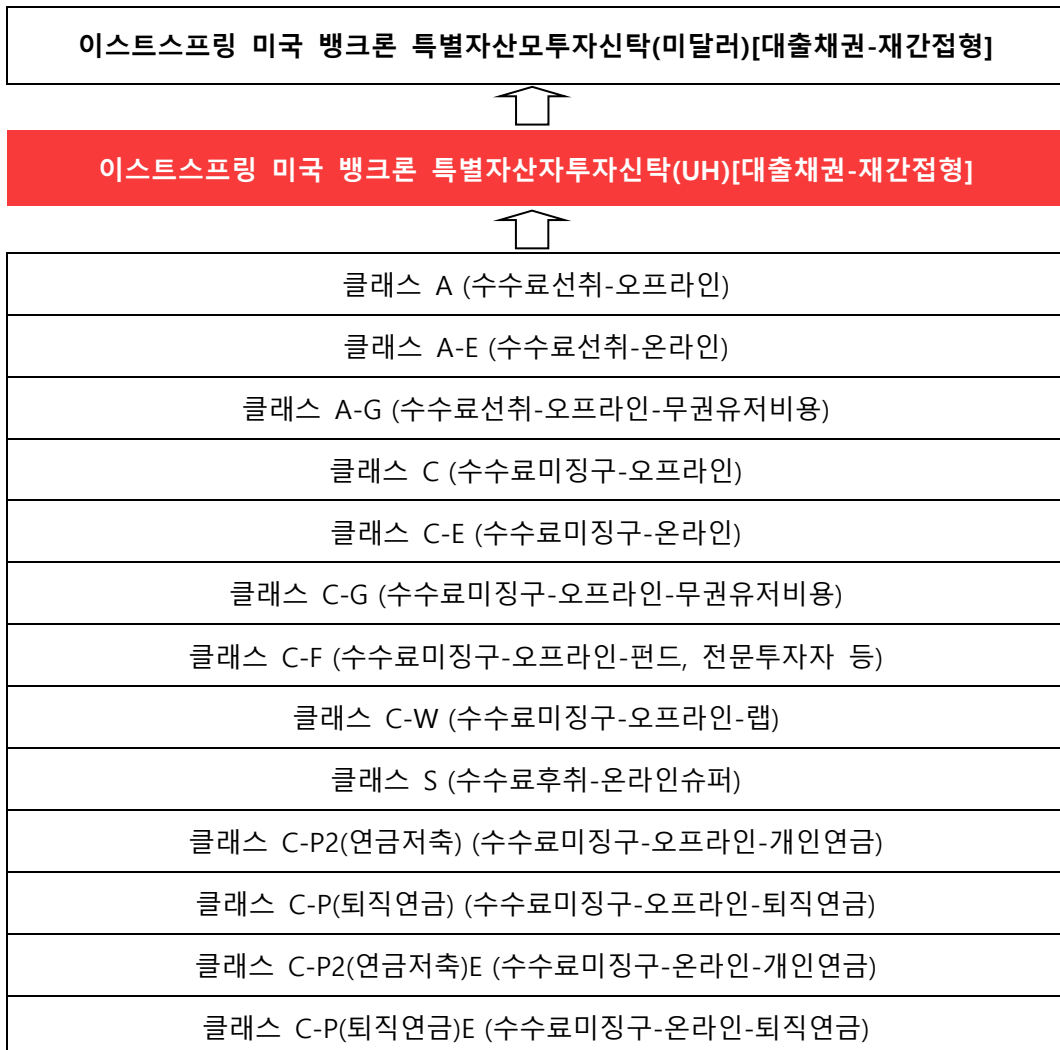 이스트스프링 미국 뱅크론 특별자산모투자신탁(미달러)[대출채권-재간접형]
이스트스프링 미국 뱅크론 특별자산자투자신탁(UH)[대출채권-재간접형]
클래스 A (수수료선취-오프라인)
클래스 A-E (수수료선취-온라인)
클래스 A-G (수수료선취-오프라인-무권유저비용)
클래스 C (수수료미징구-오프라인)
클래스 C-E (수수료미징구-온라인)
클래스 C-G (수수료미징구-오프라인-무권유저비용)
클래스 C-F (수수료미징구-오프라인-펀드, 전문투자자 등)
클래스 C-W (수수료미징구-오프라인-랩)
클래스 S (수수료후취-온라인슈퍼)
클래스 C-P2(연금저축) (수수료미징구-오프라인-개인연금)
클래스 C-P(퇴직연금) (수수료미징구-오프라인-퇴직연금)
클래스 C-P2(연금저축)E (수수료미징구-온라인-개인연금)
클래스 C-P(퇴직연금)E (수수료미징구-온라인-퇴직연금)